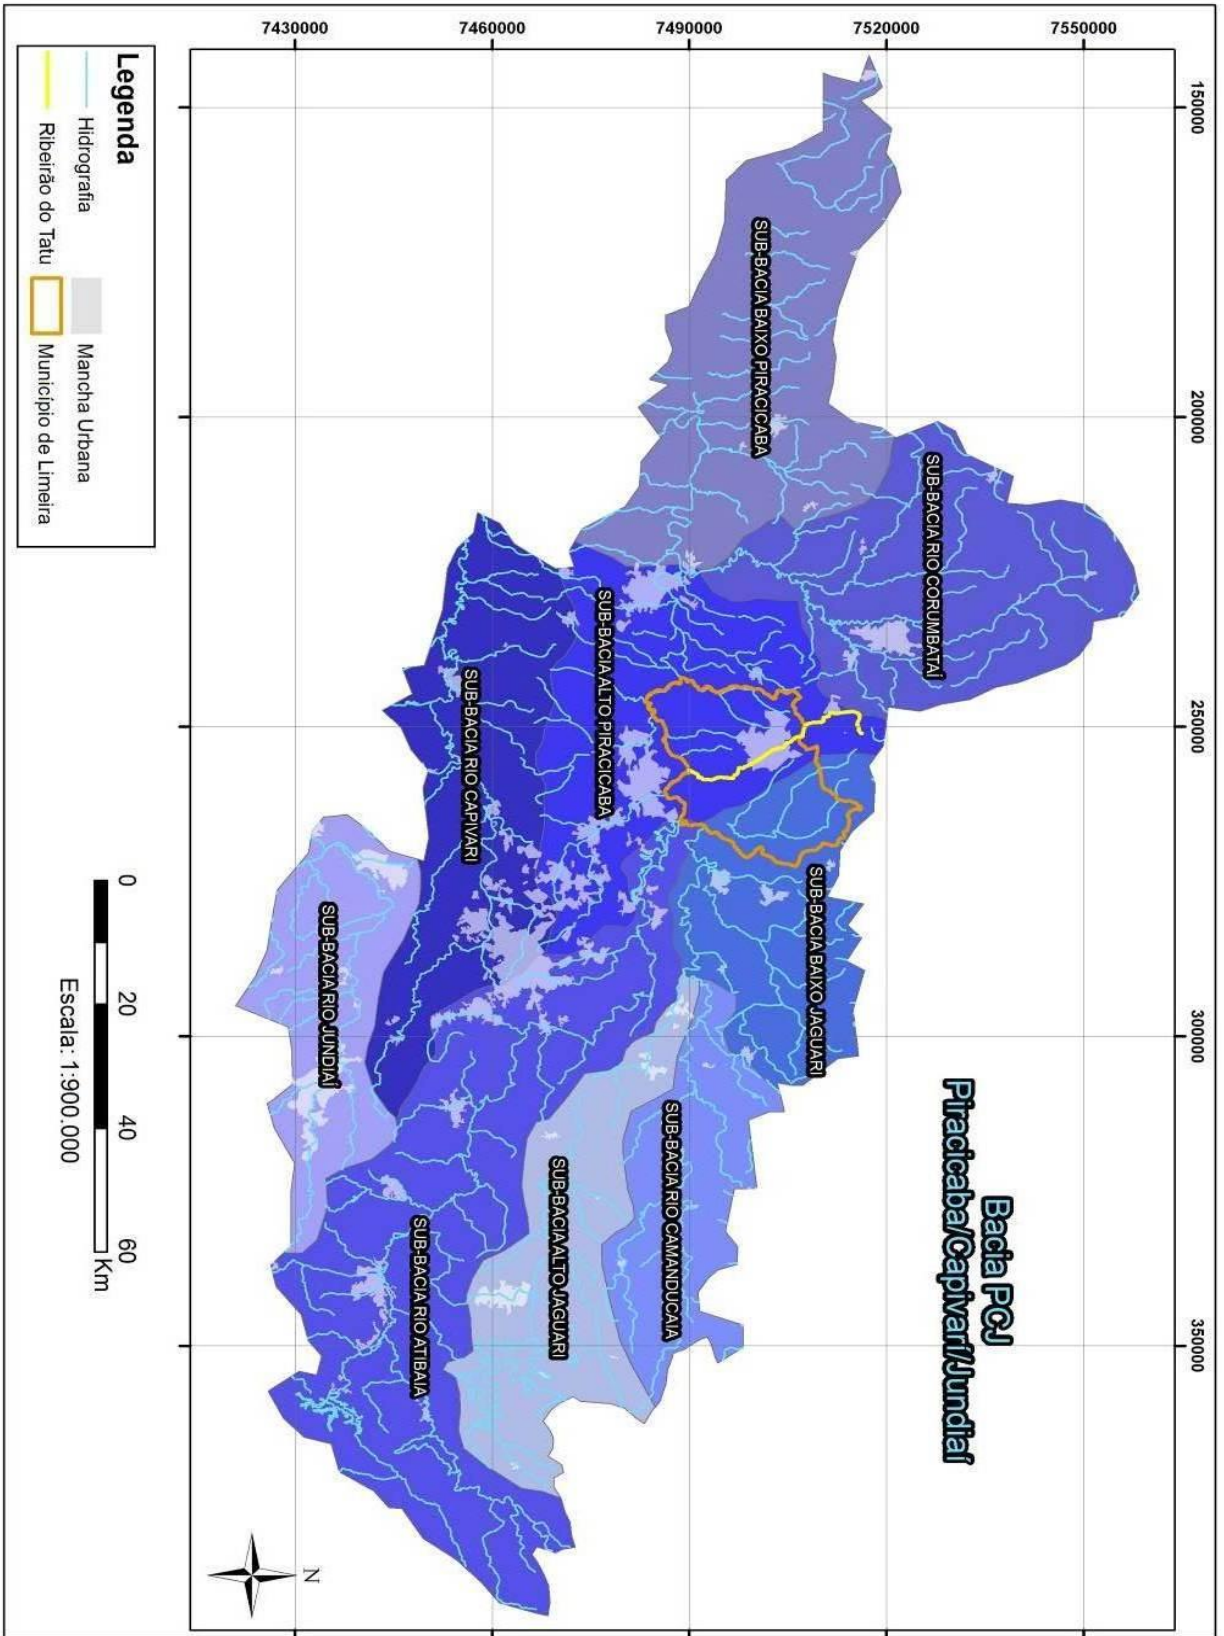 Bacia PCJ
Piracicaba/Capivari/Jundiaí
150000
200000
250000
300000
350000
7550000
7520000
7490000
7460000
7430000
SUB-BACIA RIO CORUMBATAÍ
SUB-BACIA BAIXO PIRACICABA
SUB-BACIA BAIXO JAGUARI
SUB-BACIA RIO CAMANDUCAIA
SUB-BACIA ALTO PIRACICABA
SUB-BACIA ALTO JAGUARI
SUB-BACIA RIO CAPIVARI
SUB-BACIA RIO ATIBAIA
SUB-BACIA RIO JUNDIAÍ
N
Legenda
Hidrografia
Mancha Urbana
Ribeirão do Tatu
Município de Limeira
0 20 40 60
Km
Escala: 1:900.000